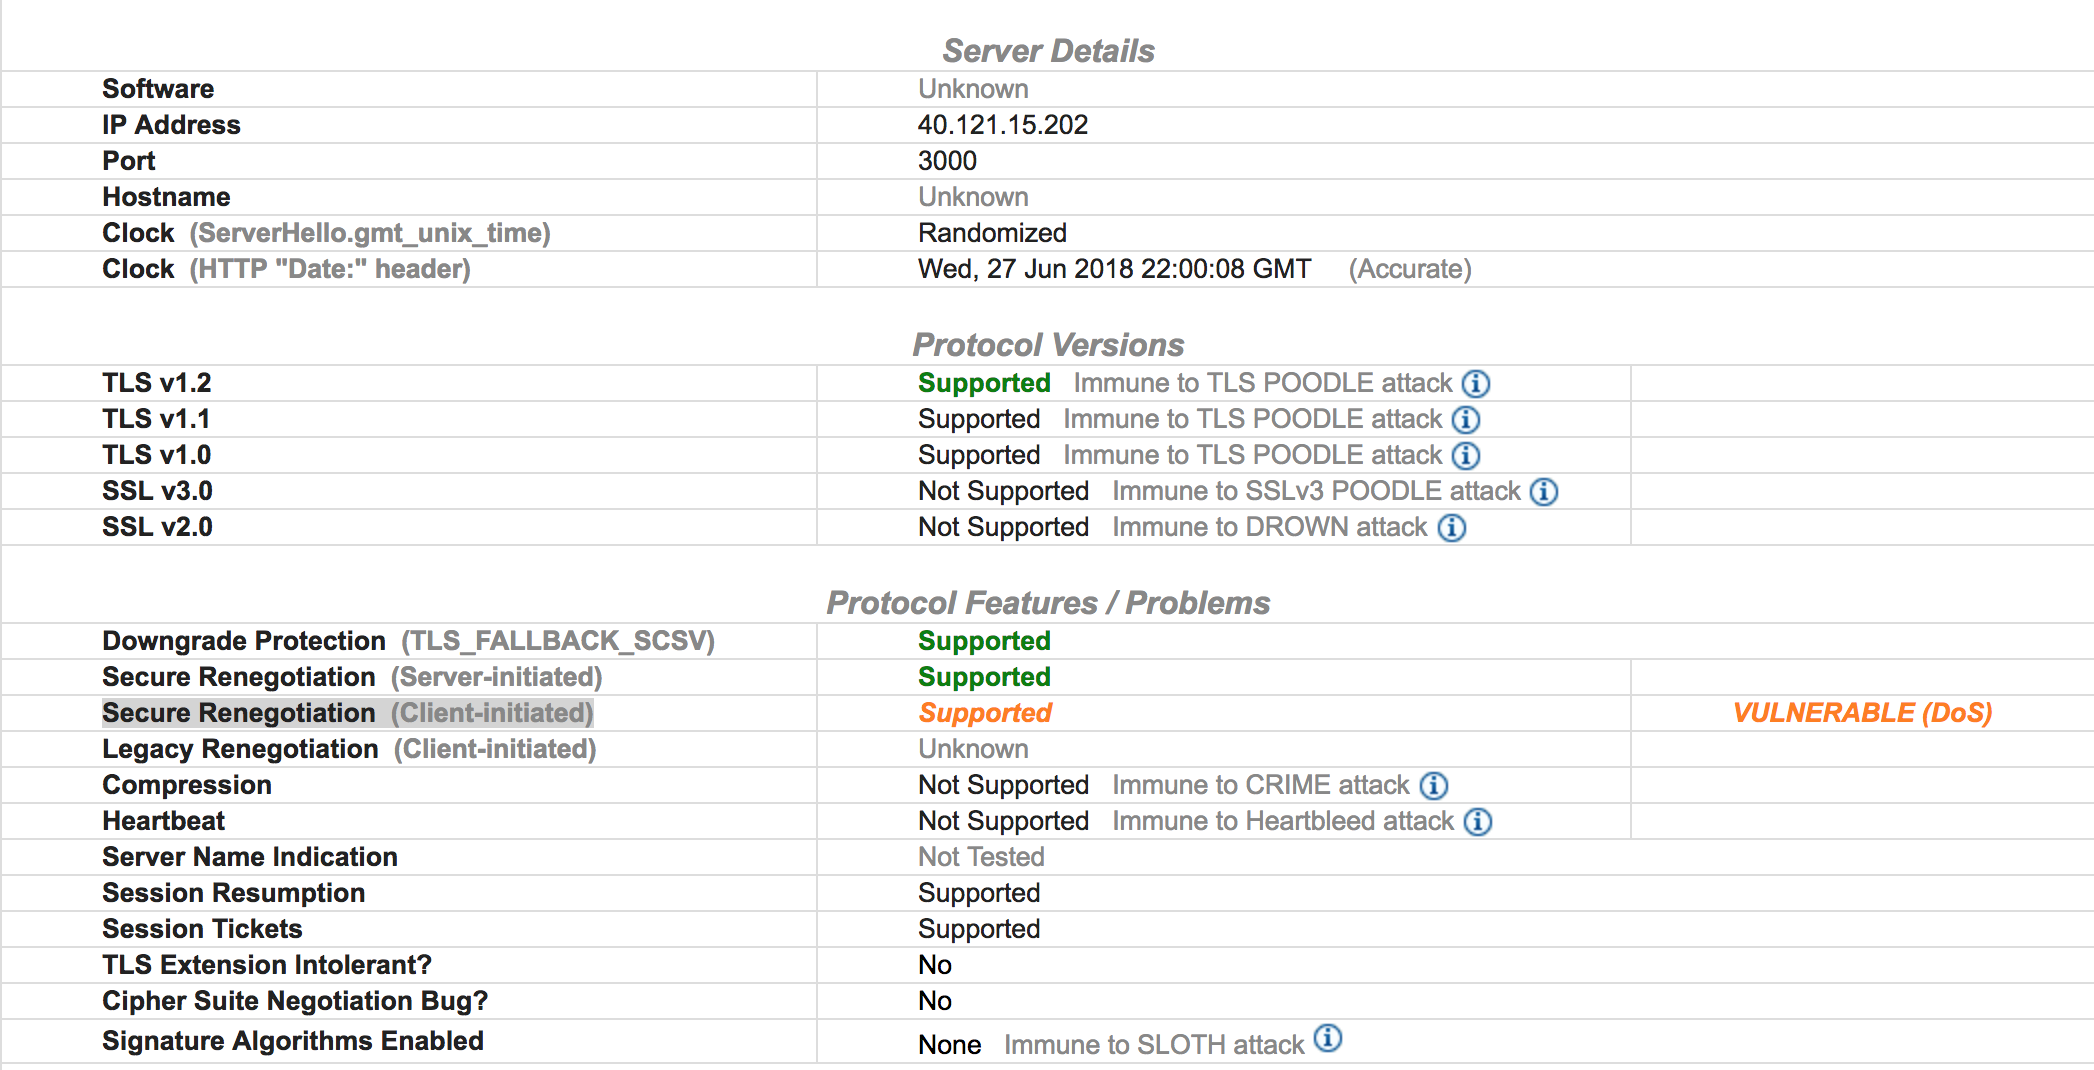 Server Details
Software Unknown
IP Address 40.121.15.202
Port 3000
Hostname Unknown
Clock (ServerHello.gmt_unix_time) Randomized
Clock (HTTP "Date:" header) Wed, 27 Jun 2018 22:00:08 GMT (Accurate)
Protocol Versions
TLS v1.2 Supported Immune to TLS POODLE attack
TLS v1.1 Supported Immune to TLS POODLE attack
TLS v1.0 Supported Immune to TLS POODLE attack
SSL v3.0 Not Supported Immune to SSLv3 POODLE attack
SSL v2.0 Not Supported Immune to DROWN attack
Protocol Features / Problems
Downgrade Protection (TLS_FALLBACK_SCSV) Supported
Secure Renegotiation (Server-initiated) Supported
Secure Renegotiation (Client-initiated) Supported VULNERABLE (DoS)
Legacy Renegotiation (Client-initiated) Unknown
Compression Not Supported Immune to CRIME attack
Heartbeat Not Supported Immune to Heartbleed attack
Server Name Indication Not Tested
Session Resumption Supported
Session Tickets Supported
TLS Extension Intolerant? No
Cipher Suite Negotiation Bug? No
Signature Algorithms Enabled None Immune to SLOTH attack